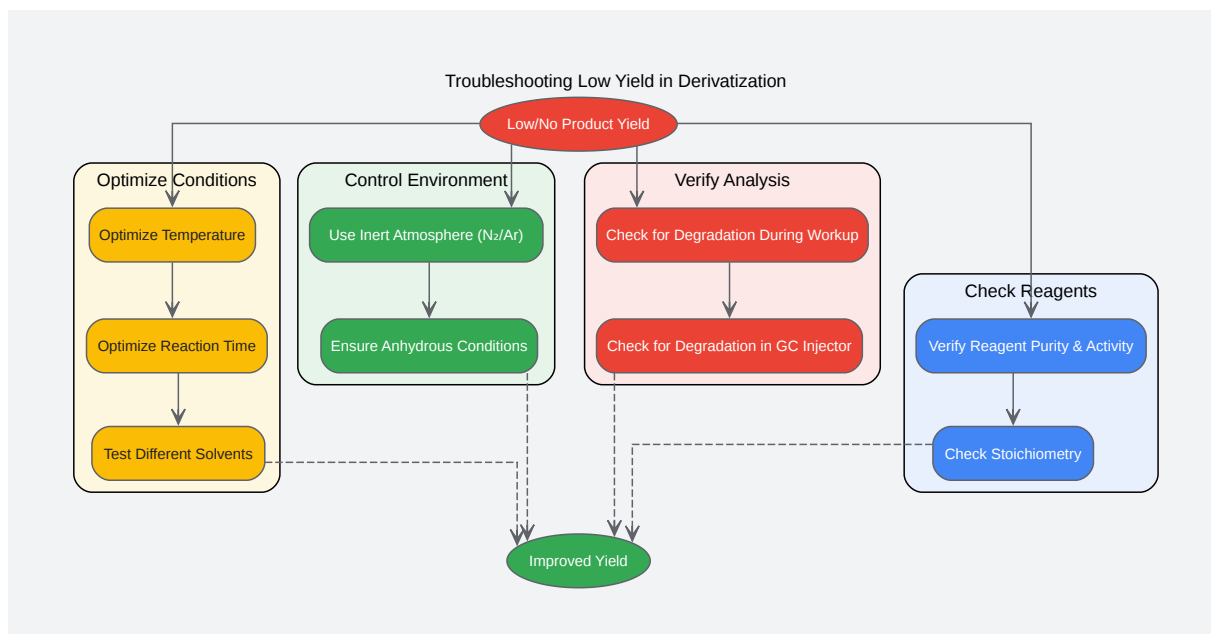 Troubleshooting Low Yield in Derivatization
Low/No Product Yield
Optimize Conditions
Optimize Temperature
Optimize Reaction Time
Test Different Solvents
Control Environment
Use Inert Atmosphere (N₂/Ar)
Ensure Anhydrous Conditions
Verify Analysis
Check for Degradation During Workup
Check for Degradation in GC Injector
Check Reagents
Verify Reagent Purity & Activity
Check Stoichiometry
Improved Yield